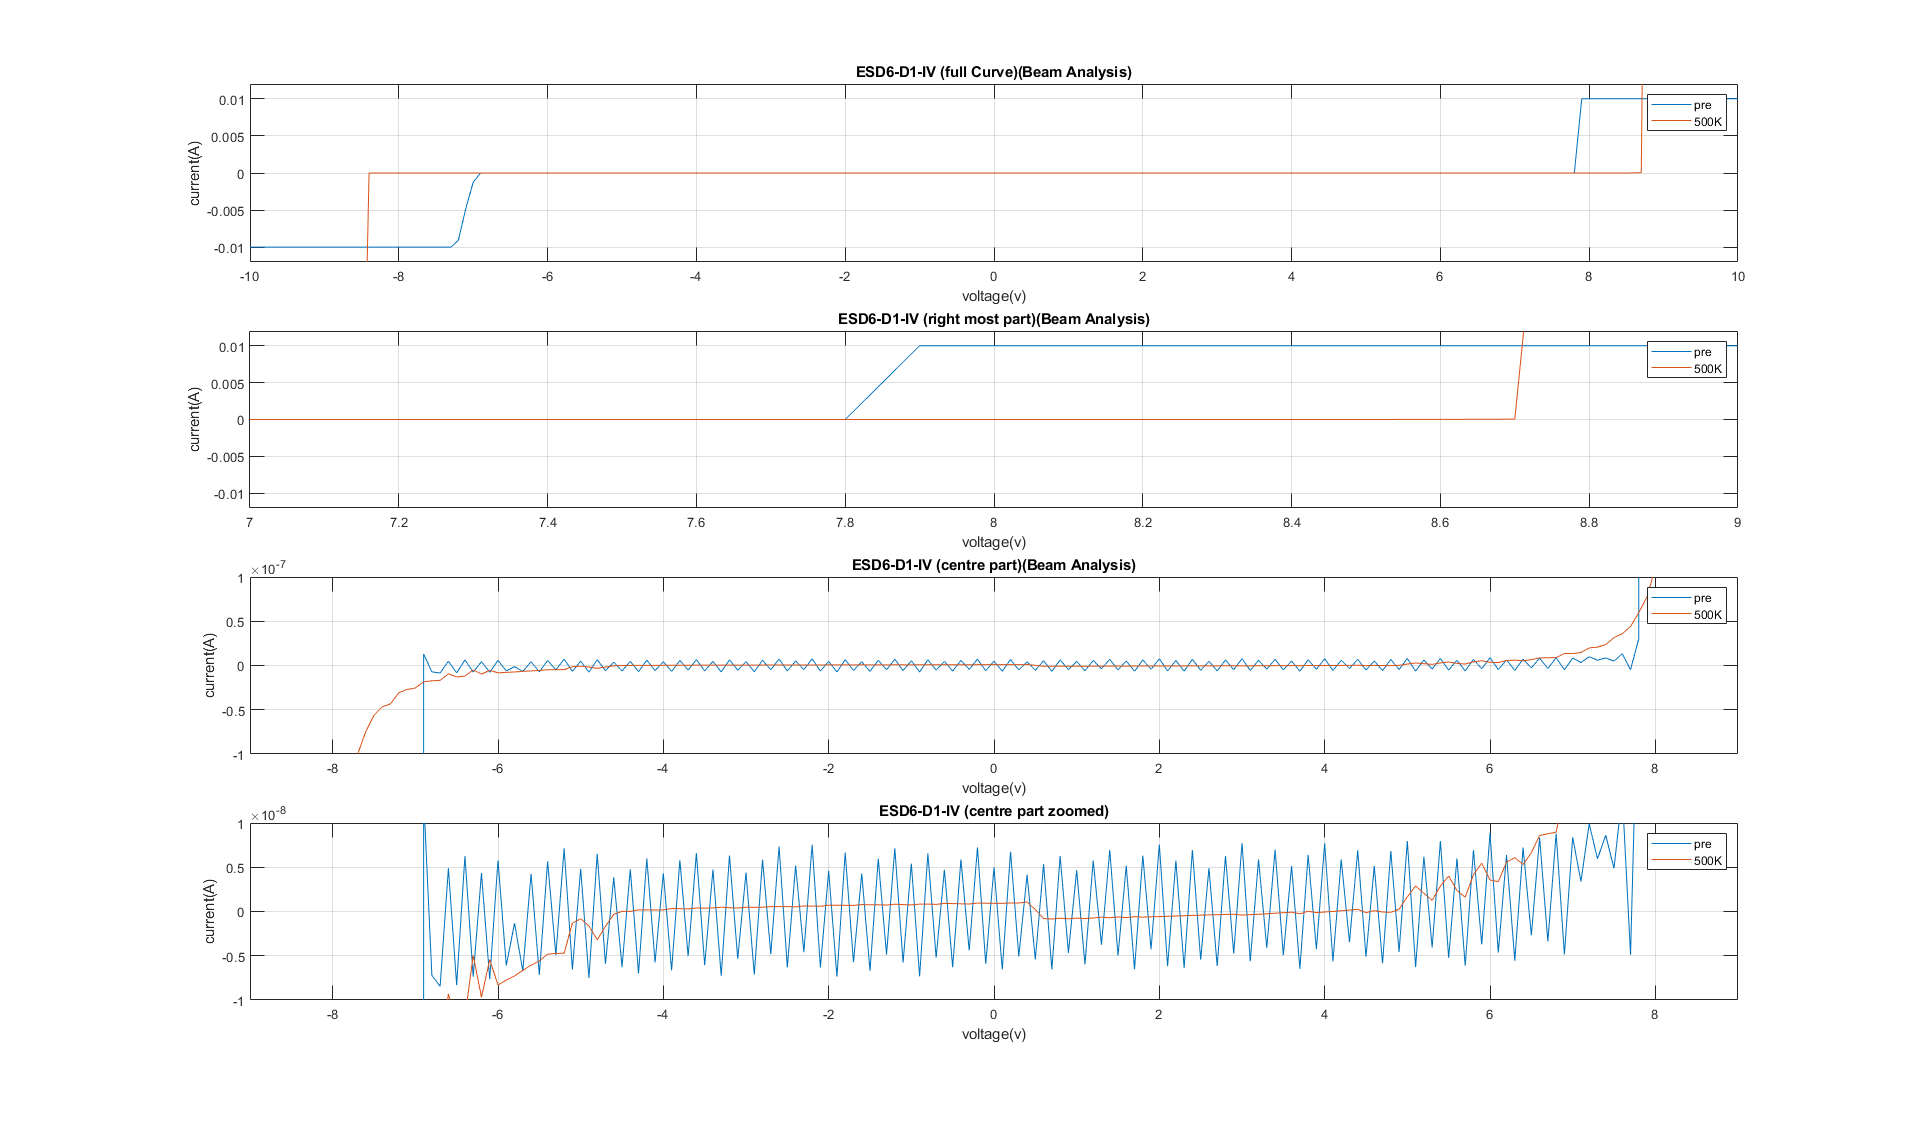 ESD6-D1-IV (full Curve)(Beam Analysis)
0.01
0.005
0
-0.005
-0.01
current(A)
pre
500K
-10 -8 -6 -4 -2 0 2 4 6 8 10
voltage(v)
ESD6-D1-IV (right most part)(Beam Analysis)
0.01
0.005
0
-0.005
-0.01
current(A)
pre
500K
7 7.2 7.4 7.6 7.8 8 8.2 8.4 8.6 8.8 9
voltage(v)
ESD6-D1-IV (centre part)(Beam Analysis)
×10-7
1
0.5
0
-0.5
-1
current(A)
pre
500K
-8 -6 -4 -2 0 2 4 6 8
voltage(v)
ESD6-D1-IV (centre part zoomed)
×10-8
1
0.5
0
-0.5
-1
current(A)
pre
500K
-8 -6 -4 -2 0 2 4 6 8
voltage(v)